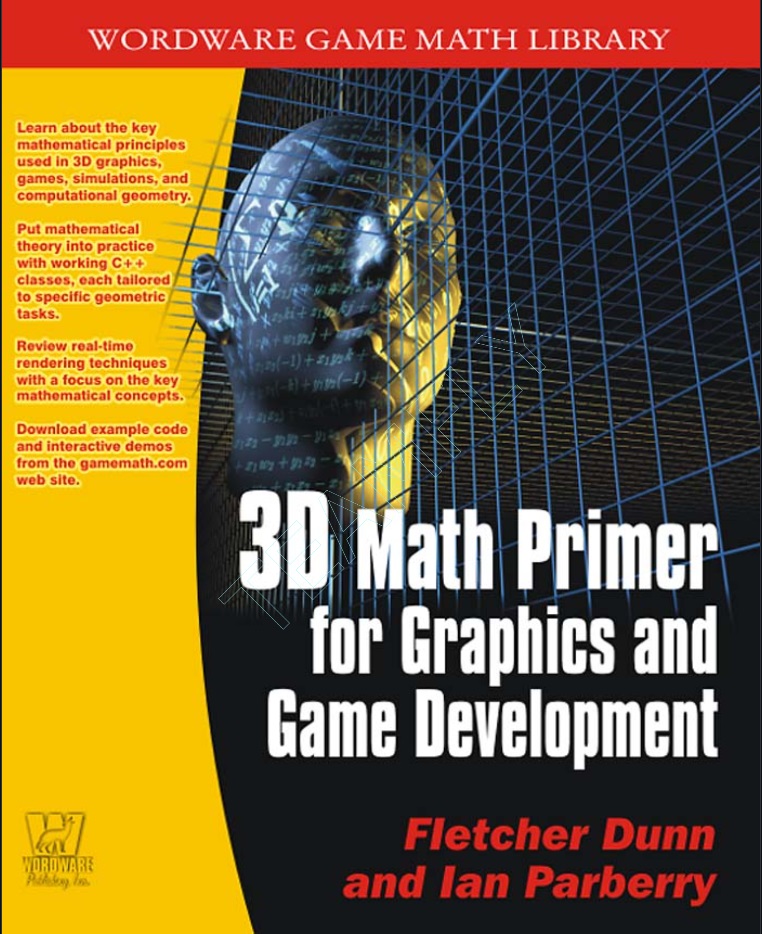 WORDWARE GAME MATH LIBRARY
Learn about the key
mathematical principles
used in 3D graphics,
games, simulations, and
computational geometry.
Put mathematical
theory into practice
with working C++
classes, each tailored
to specific geometric
tasks.
Review real-time
rendering techniques
with a focus on the key
mathematical concepts.
Download example code
and interactive demos
from the gamemath.com
web site.
TEAMFLY
3D Math Primer
for Graphics and
Game Development
WORDWARE
Publishing, Inc.
Fletcher Dunn
and Ian Parberry